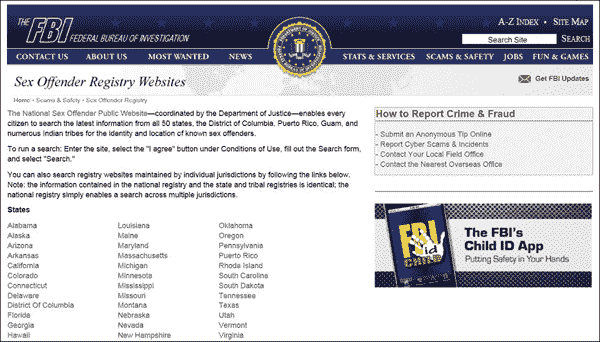 THE FBI FEDERAL BUREAU OF INVESTIGATION
A-Z INDEX • SITE MAP
Search Site SEARCH
CONTACT US ABOUT US MOST WANTED NEWS STATS & SERVICES SCAMS & SAFETY JOBS FUN & GAMES
Sex Offender Registry Websites
Get FBI Updates
Home • Scams & Safety • Sex Offender Registry
The National Sex Offender Public Website—coordinated by the Department of Justice—enables every
citizen to search the latest information from all 50 states, the District of Columbia, Puerto Rico, Guam, and
numerous Indian tribes for the identity and location of known sex offenders.
To run a search: Enter the site, select the "I agree" button under Conditions of Use, fill out the Search form,
and select "Search."
You can also search registry websites maintained by individual jurisdictions by following the links below.
Note: the information contained in the national registry and the state and tribal registries is identical; the
national registry simply enables a search across multiple jurisdictions.
States
Alabama Louisiana Oklahoma
Alaska Maine Oregon
Arizona Maryland Pennsylvania
Arkansas Massachusetts Puerto Rico
California Michigan Rhode Island
Colorado Minnesota South Carolina
Connecticut Mississippi South Dakota
Delaware Missouri Tennessee
District Of Columbia Montana Texas
Florida Nebraska Utah
Georgia Nevada Vermont
Hawaii New Hampshire Virginia
How to Report Crime & Fraud
- Submit an Anonymous Tip Online
- Report Cyber Scams & Incidents
- Contact Your Local Field Office
- Contact the Nearest Overseas Office
FBI
CHILD id
The FBI's
Child ID App
Putting Safety in Your Hands